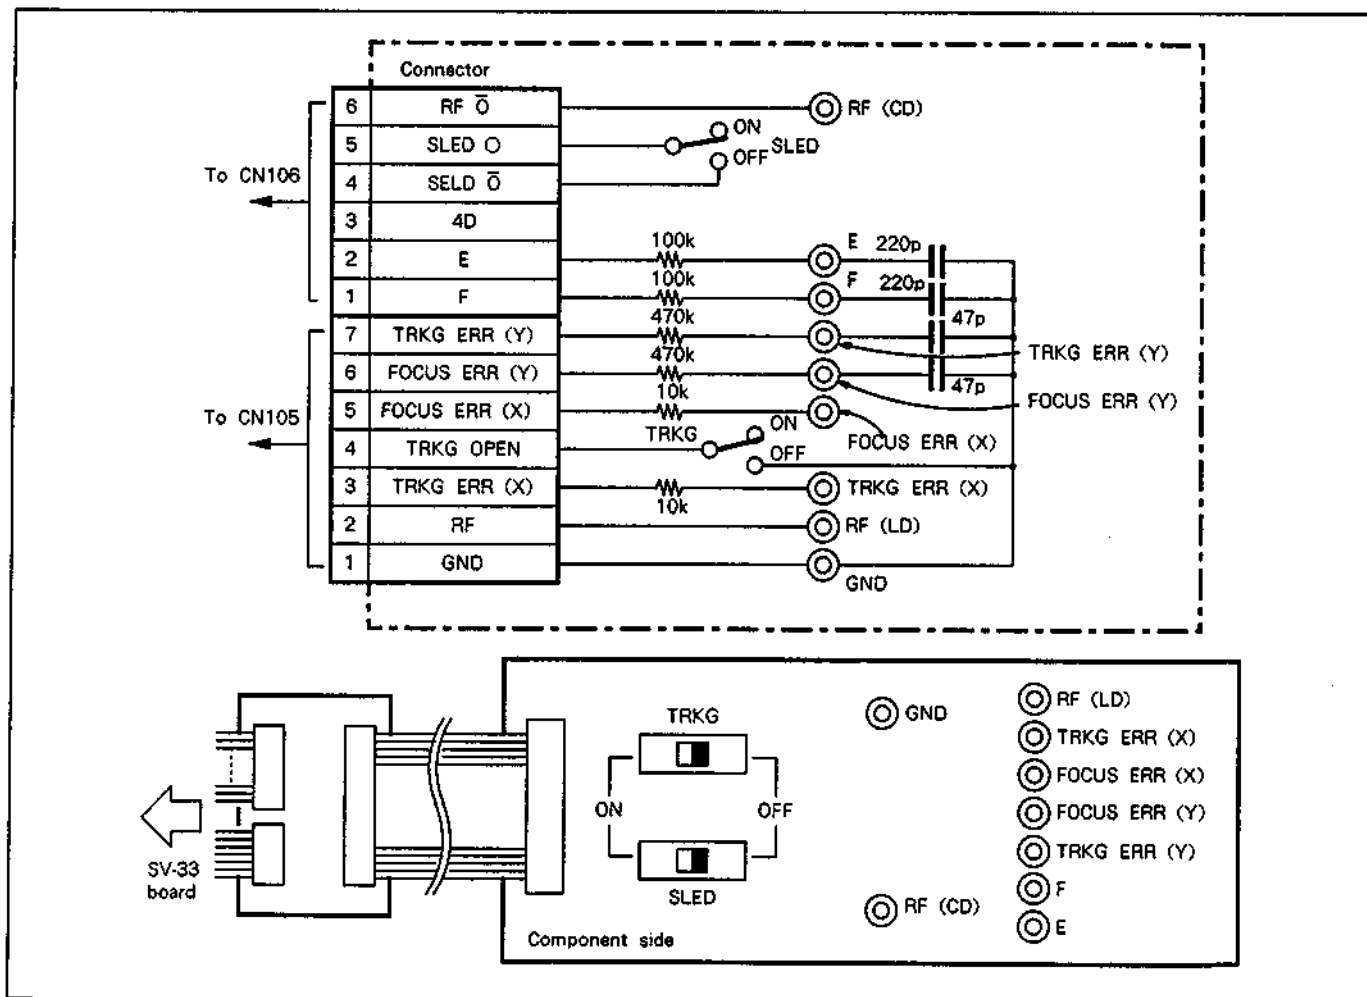 Connector
6 RF O̅ RF (CD)
5 SLED O ON OFF SLED
To CN106
4 SELD O̅
3 4D
2 E 100k E 220p
1 F 100k F 220p
7 TRKG ERR (Y) 470k 47p TRKG ERR (Y)
6 FOCUS ERR (Y) 470k 47p FOCUS ERR (Y)
To CN105
5 FOCUS ERR (X) 10k FOCUS ERR (X)
4 TRKG OPEN TRKG ON OFF
3 TRKG ERR (X) 10k TRKG ERR (X)
2 RF RF (LD)
1 GND GND
SV-33
board
TRKG
ON OFF
SLED
Component side
GND
RF (CD)
RF (LD)
TRKG ERR (X)
FOCUS ERR (X)
FOCUS ERR (Y)
TRKG ERR (Y)
F
E